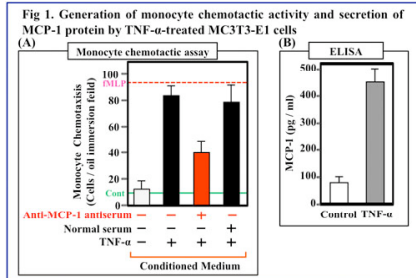 Fig 1. Generation of monocyte chemotactic activity and secretion of
MCP-1 protein by TNF-α-treated MC3T3-E1 cells
(A)
Monocyte chemotactic assay
Monocyte Chemotaxisis
(Cells / oil immersion feild)
100
80
60
40
20
0
fMLP
Cont
Anti-MCP-1 antiserum – – + –
Normal serum – – – +
TNF-α – + + +
Conditioned Medium
(B)
ELISA
MCP-1 (pg / ml)
500
400
300
200
100
0
Control TNF-α